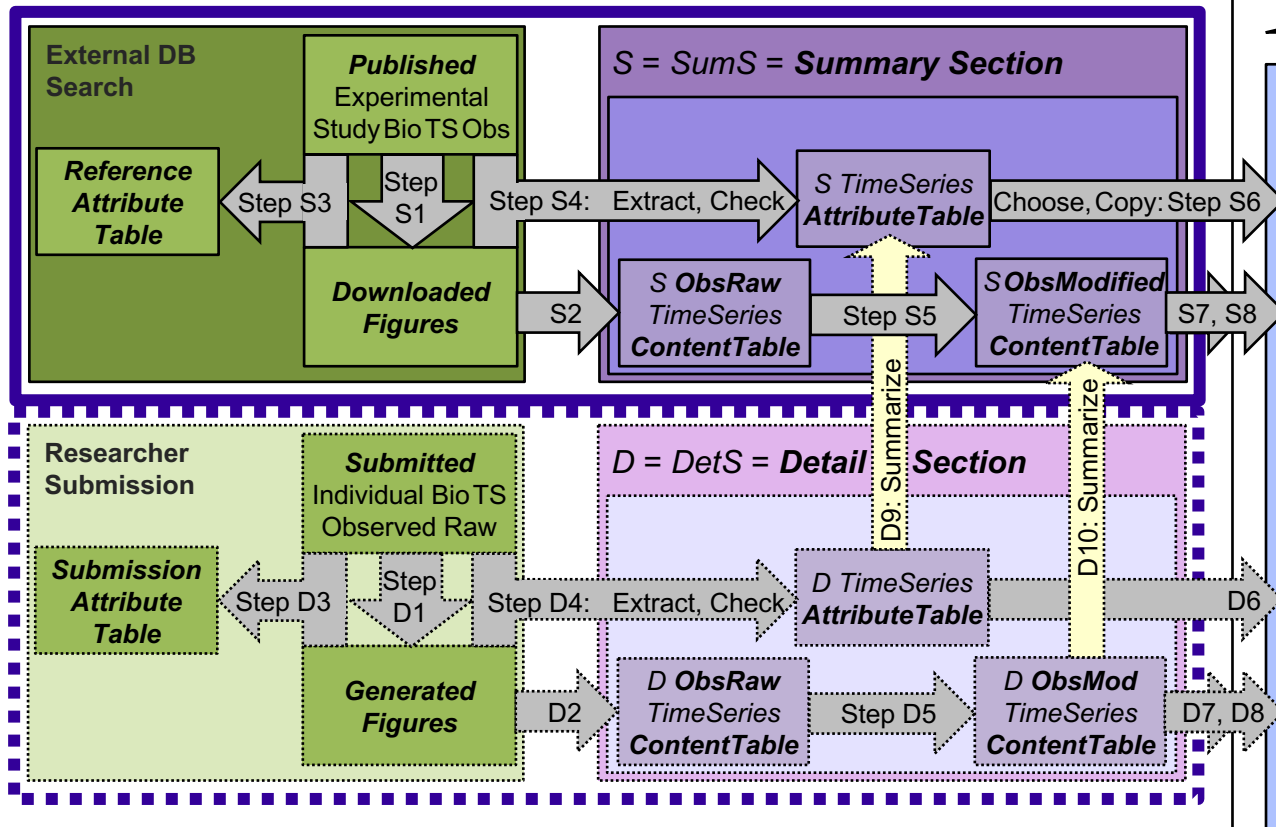 External DB
Search
Published
Experimental
Study Bio TS Obs
Reference
Attribute
Table
Step S3
Step
S1
Downloaded
Figures
S = SumS = Summary Section
Step S4: Extract, Check
S TimeSeries
AttributeTable
Choose, Copy: Step S6
S2
S ObsRaw
TimeSeries
ContentTable
Step S5
S ObsModified
TimeSeries
ContentTable
S7, S8
D9: Summarize
D10: Summarize
Researcher
Submission
Submitted
Individual Bio TS
Observed Raw
Submission
Attribute
Table
Step D3
Step
D1
Generated
Figures
D = DetS = Detail Section
Step D4: Extract, Check
D TimeSeries
AttributeTable
D6
D2
D ObsRaw
TimeSeries
ContentTable
Step D5
D ObsMod
TimeSeries
ContentTable
D7, D8